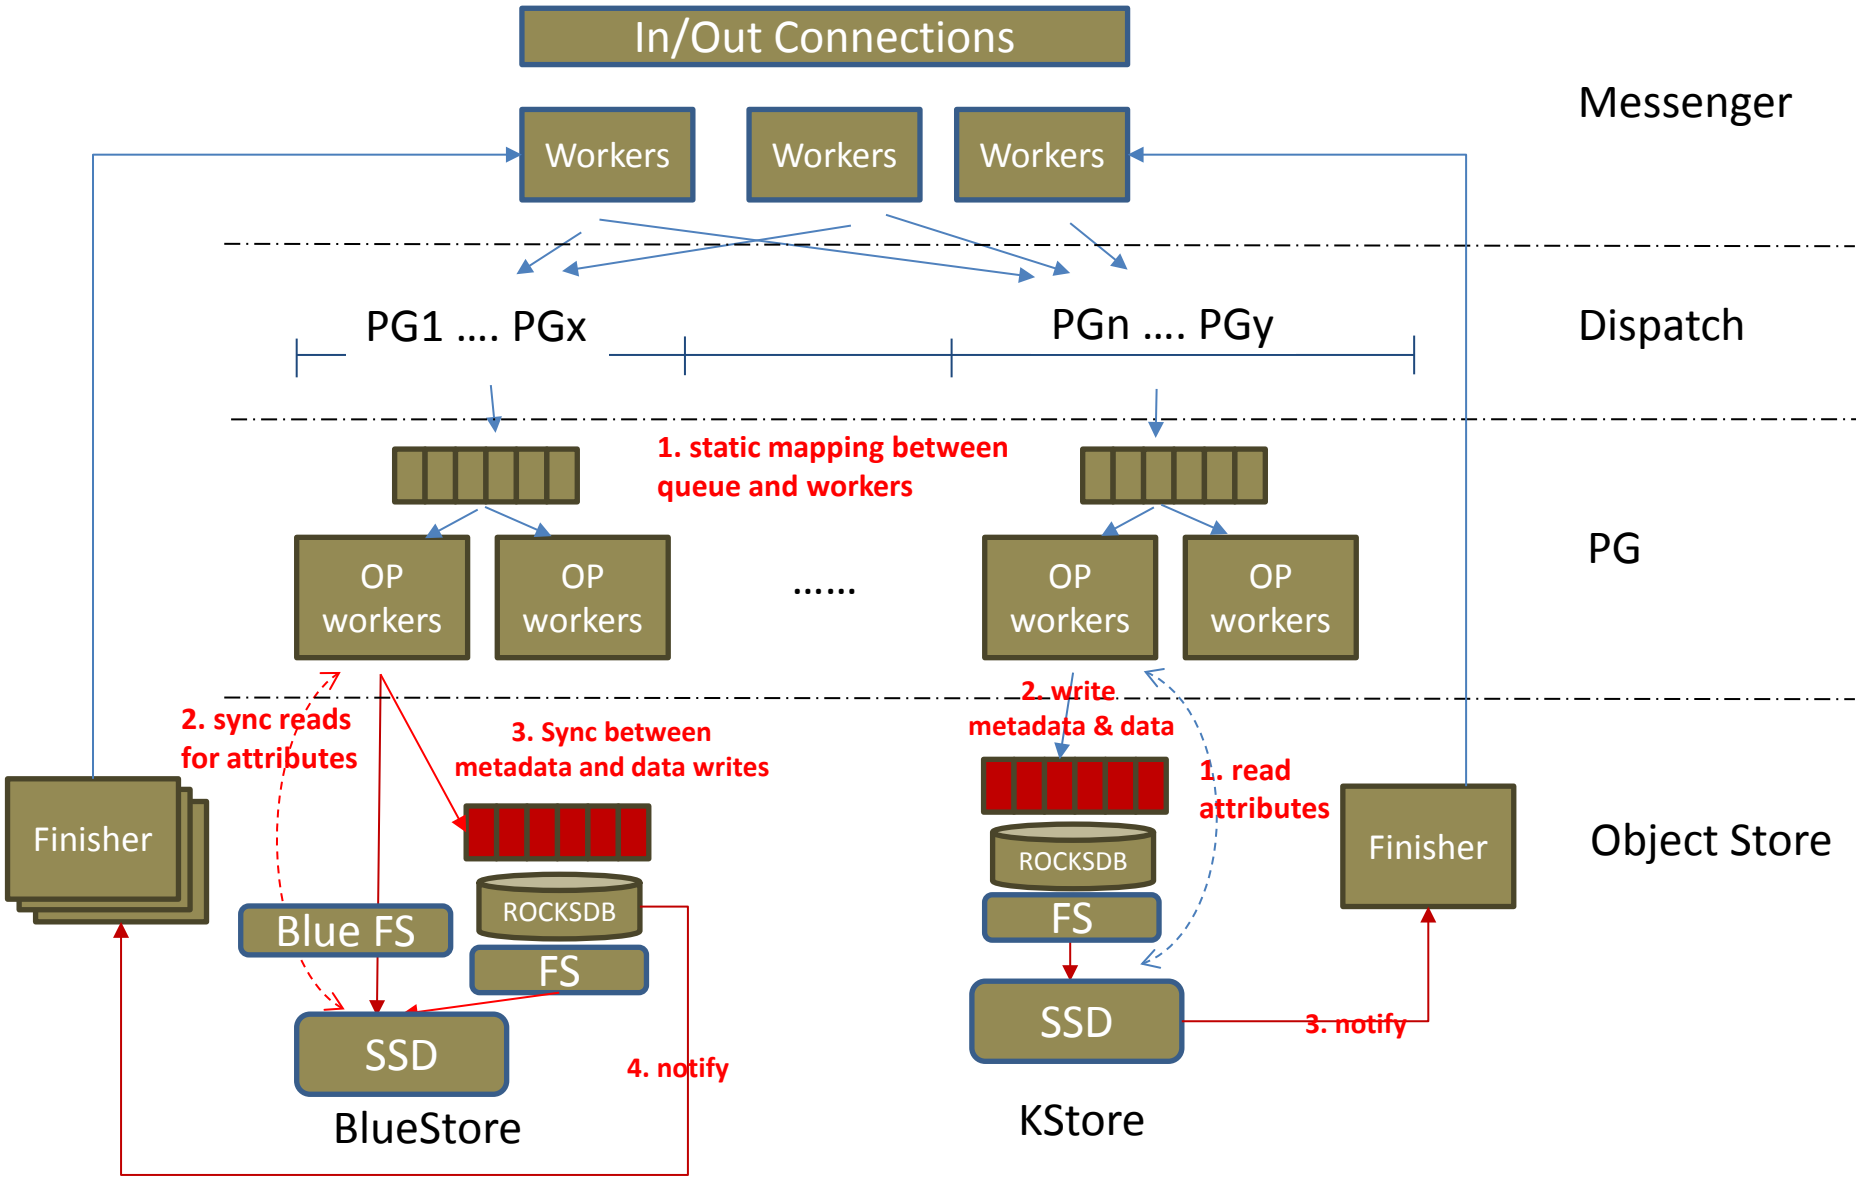 In/Out Connections
Messenger
Workers
Workers
Workers
PG1 .... PGx
PGn .... PGy
Dispatch
1. static mapping between
queue and workers
OP
workers
OP
workers
......
OP
workers
OP
workers
PG
2. sync reads
for attributes
3. Sync between
metadata and data writes
2. write
metadata & data
1. read
attributes
Finisher
ROCKSDB
Finisher
Object Store
Blue FS
ROCKSDB
FS
FS
SSD
SSD
3. notify
4. notify
BlueStore
KStore